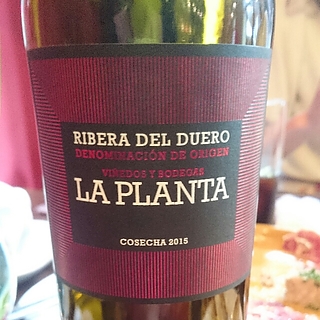 RIBERA DEL DUERO
DENOMINACIÓN DE ORIGEN
VIÑEDOS Y BODEGAS
LA PLANTA
COSECHA 2015